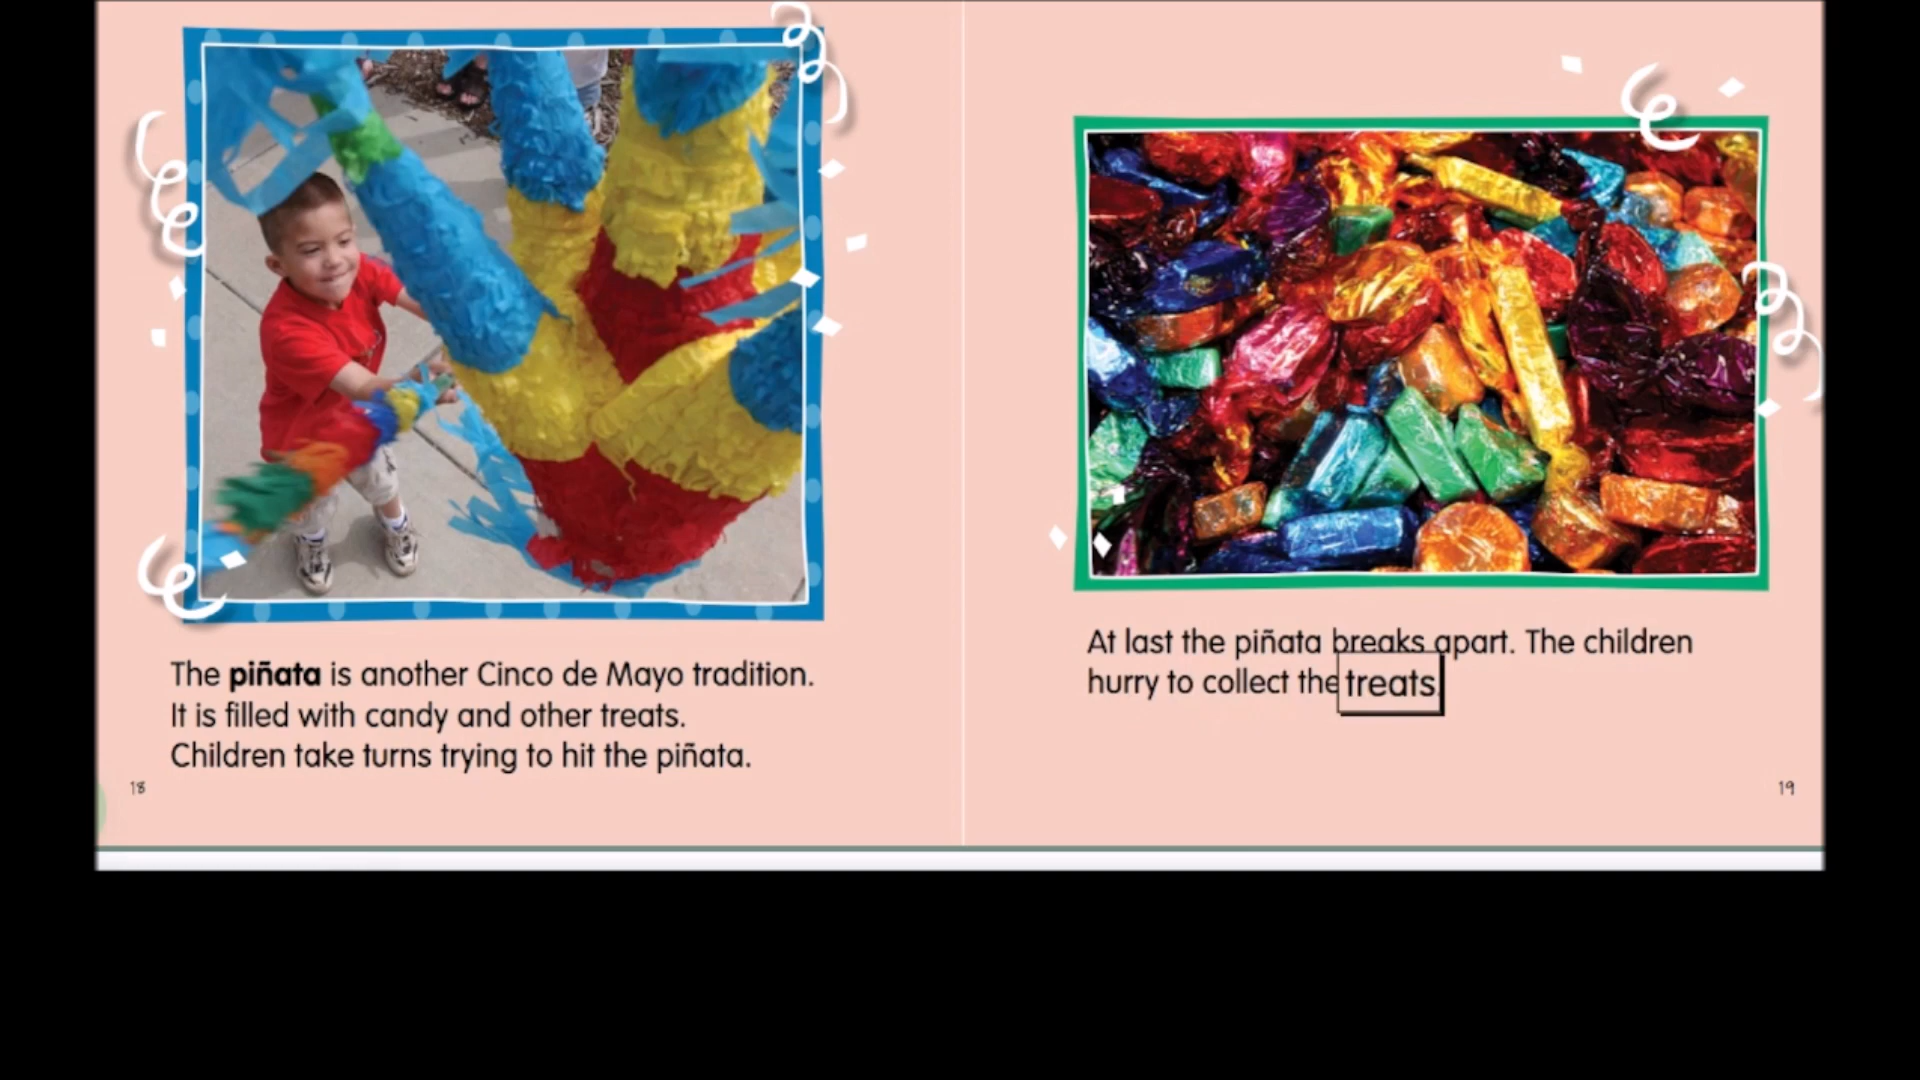 The piñata is another Cinco de Mayo tradition.
It is filled with candy and other treats.
Children take turns trying to hit the piñata.
18
At last the piñata breaks apart. The children
hurry to collect the treats.
19